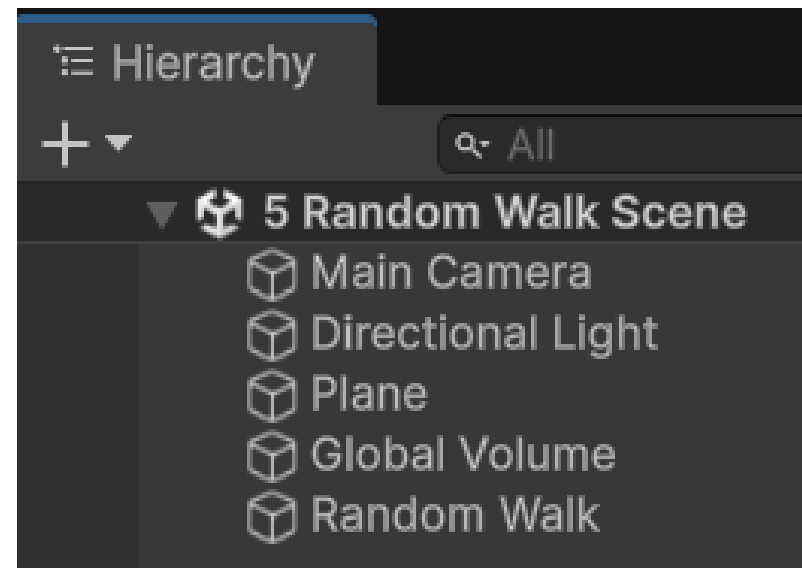 Hierarchy
All
5 Random Walk Scene
Main Camera
Directional Light
Plane
Global Volume
Random Walk